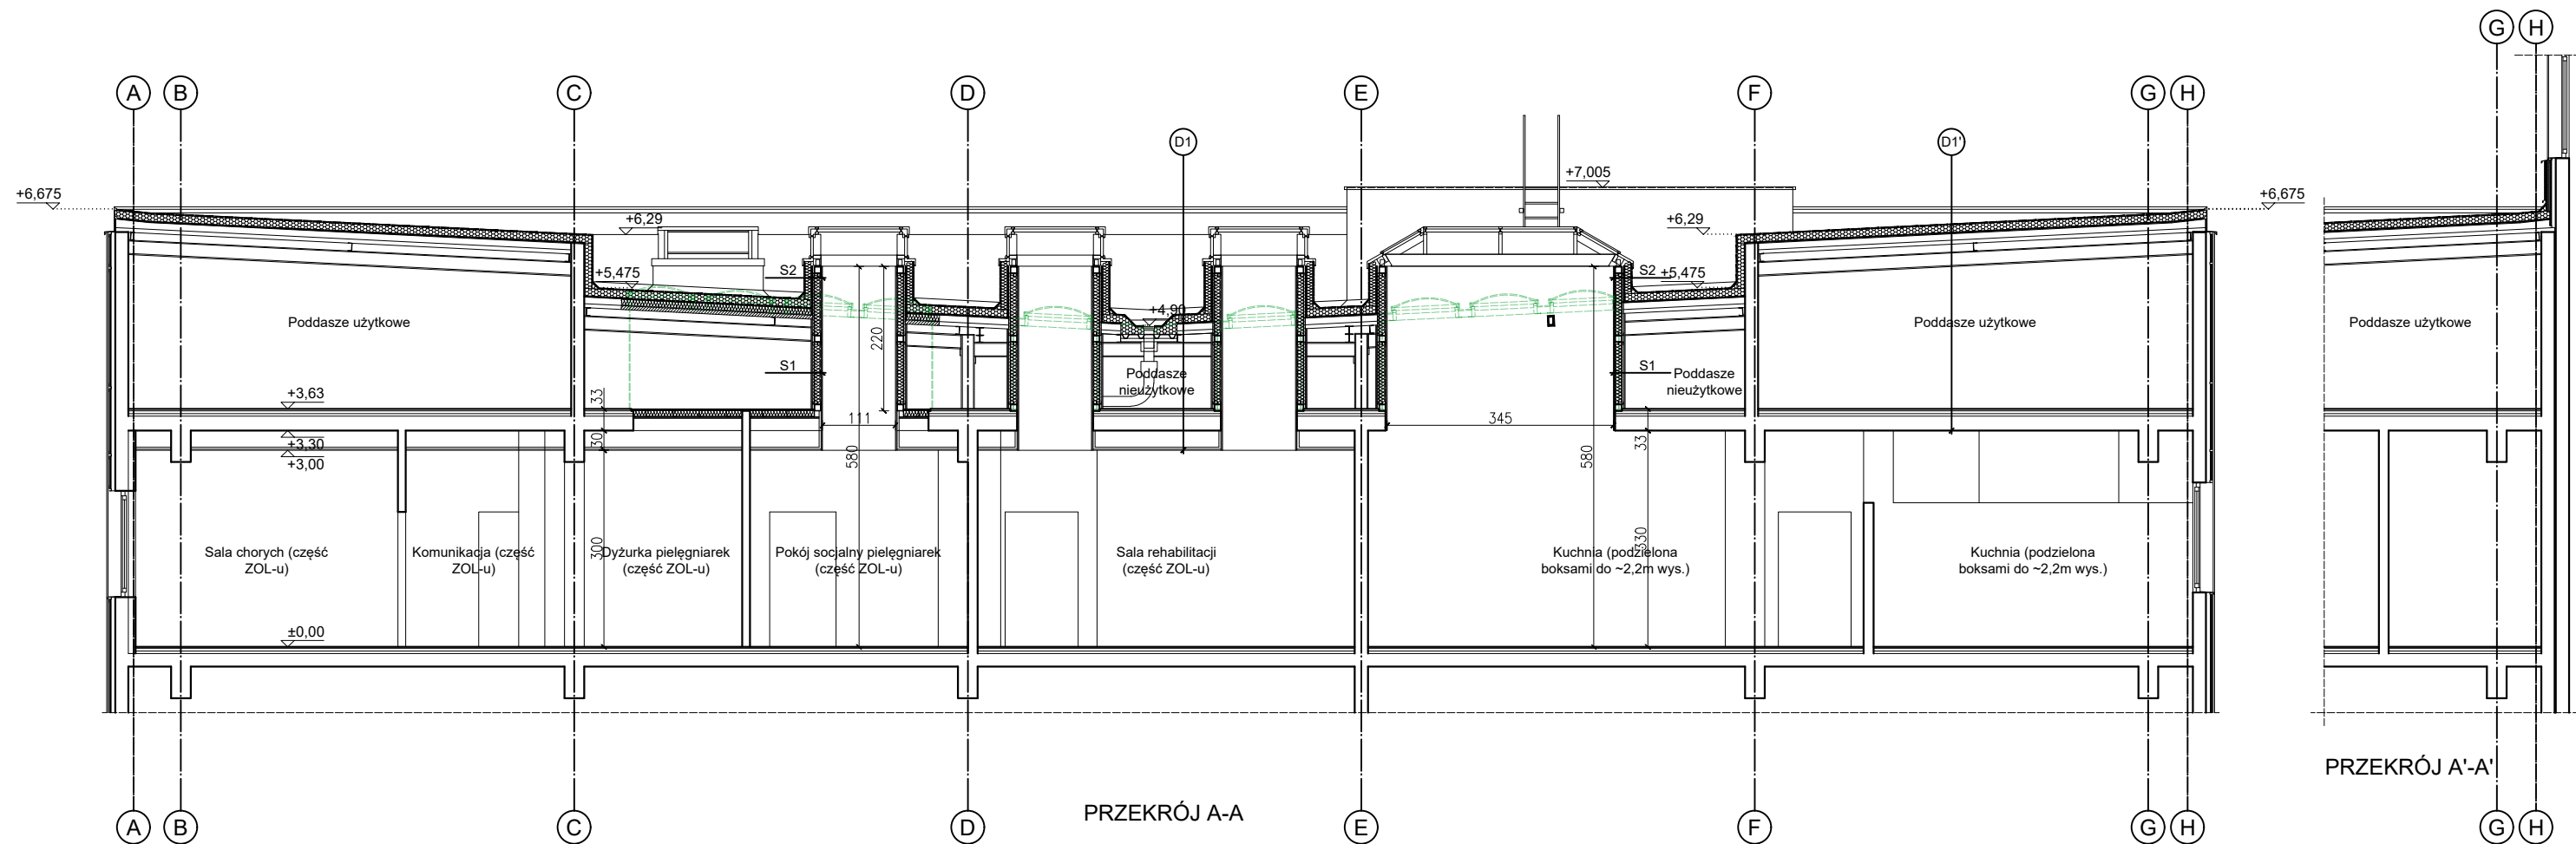 G H
A B C D E F G H
D1 D1'
+7,005
+6,675 +6,675
+6,29 +6,29
+5,475 S2 S2 +5,475
+4,90
Poddasze użytkowe Poddasze użytkowe Poddasze użytkowe
220
S1 S1
Poddasze
nieużytkowe
Poddasze
nieużytkowe
+3,63 33
111 345
+3,30 30 33
+3,00 580 580
Sala chorych (część
ZOL-u)
Komunikacja (część
ZOL-u)
300
Dyżurka pielęgniarek
(część ZOL-u)
Pokój socjalny pielęgniarek
(część ZOL-u)
Sala rehabilitacji
(część ZOL-u)
330
Kuchnia (podzielona
boksami do ~2,2m wys.)
Kuchnia (podzielona
boksami do ~2,2m wys.)
±0,00
PRZEKRÓJ A'-A'
PRZEKRÓJ A-A
A B C D E F G H G H